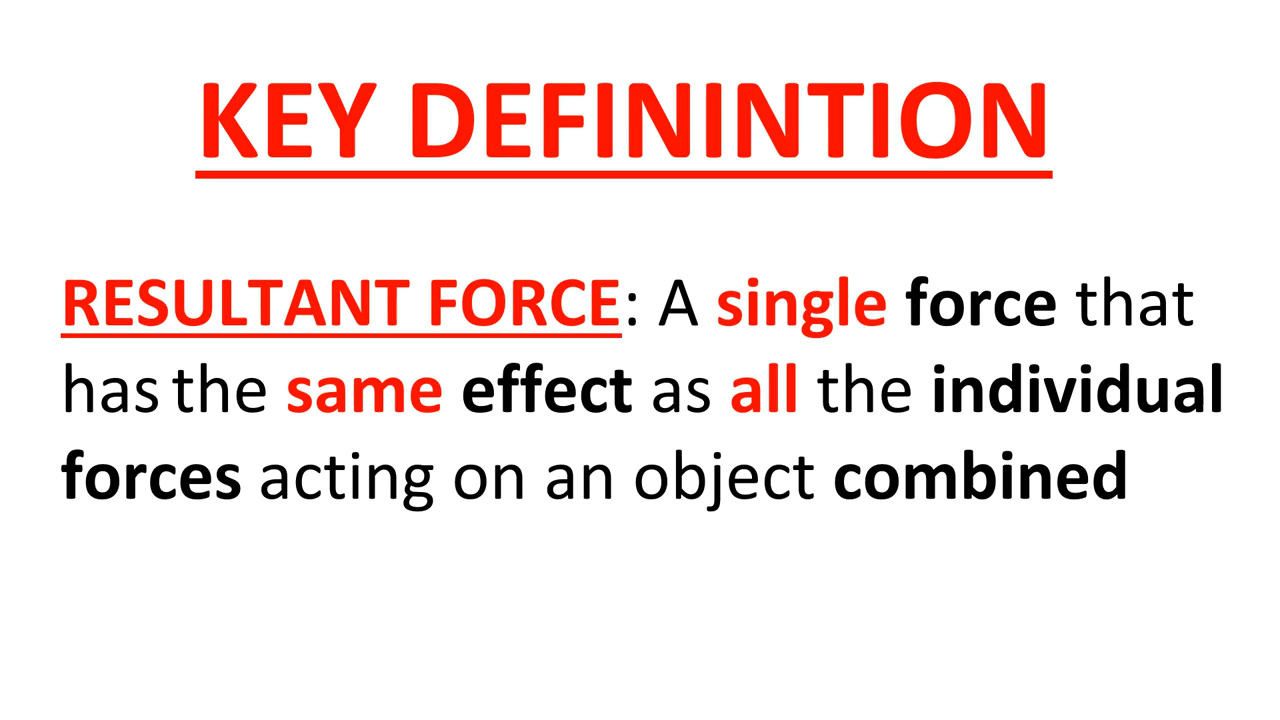 KEY DEFININTION
RESULTANT FORCE: A single force that
has the same effect as all the individual
forces acting on an object combined